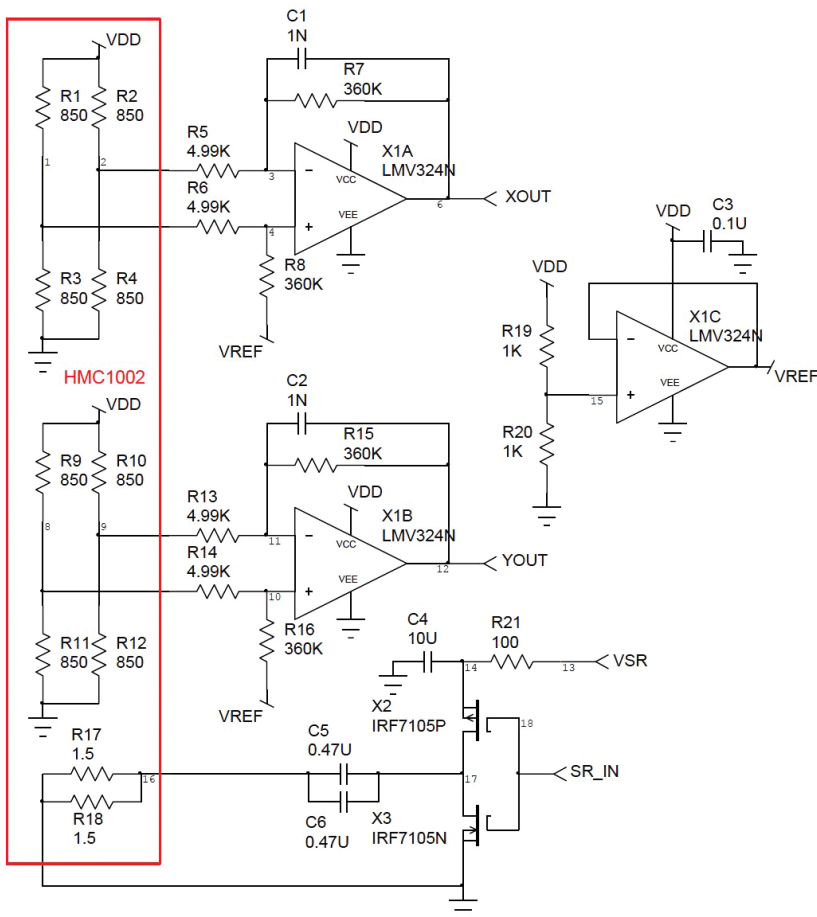 VDD
R1
850
R2
850
1
2
R3
850
R4
850
R5
4.99K
R6
4.99K
C1
1N
R7
360K
VDD
X1A
LMV324N
VCC
VEE
3
4
6
XOUT
R8
360K
VREF
VDD
C3
0.1U
VDD
R19
1K
R20
1K
15
X1C
LMV324N
VCC
VEE
VREF
HMC1002
VDD
R9
850
R10
850
8
9
R11
850
R12
850
R13
4.99K
R14
4.99K
C2
1N
R15
360K
VDD
X1B
LMV324N
VCC
VEE
11
10
12
YOUT
R16
360K
VREF
C4
10U
R21
100
14
13
VSR
X2
IRF7105P
18
SR_IN
17
X3
IRF7105N
C5
0.47U
C6
0.47U
R17
1.5
16
R18
1.5